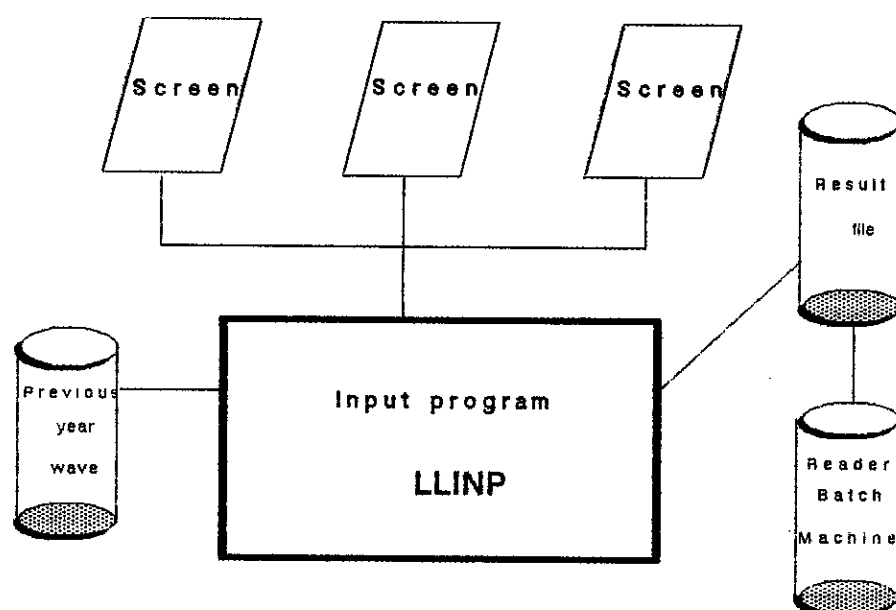 Screen
Screen
Screen
Result
file
Previous
year
wave
Input program
LLINP
Reader
Batch
Machine